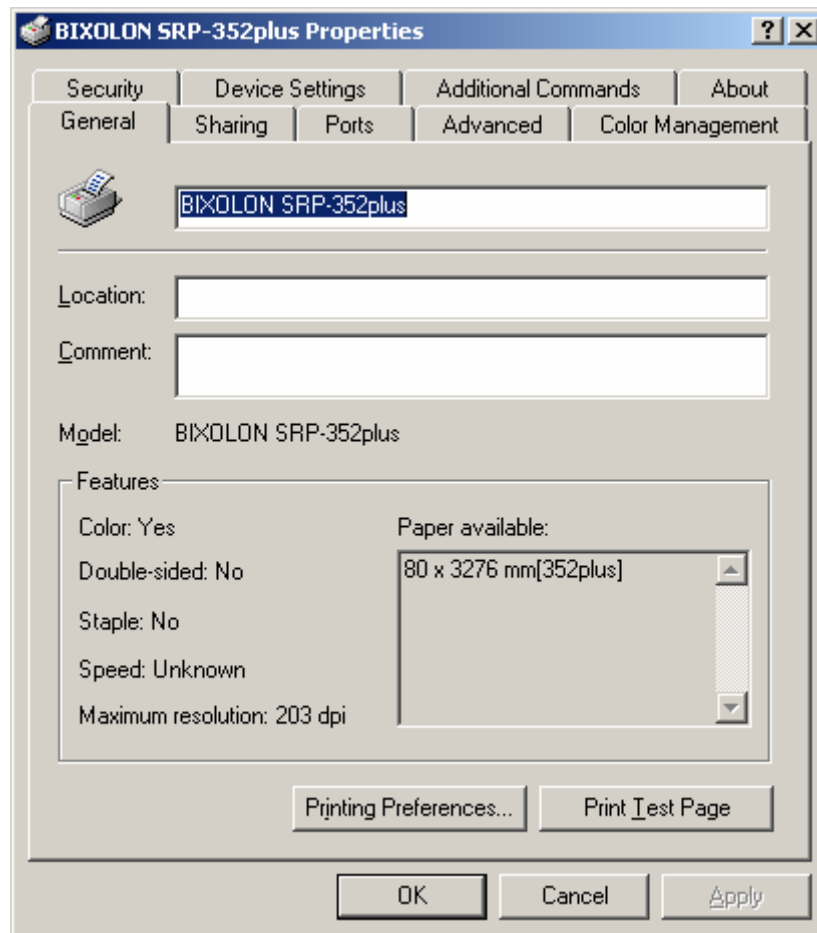 BIXOLON SRP-352plus Properties
Security Device Settings Additional Commands About
General Sharing Ports Advanced Color Management
BIXOLON SRP-352plus
Location:
Comment:
Model: BIXOLON SRP-352plus
Features
Color: Yes Paper available:
Double-sided: No 80 x 3276 mm[352plus]
Staple: No
Speed: Unknown
Maximum resolution: 203 dpi
Printing Preferences... Print Test Page
OK Cancel Apply